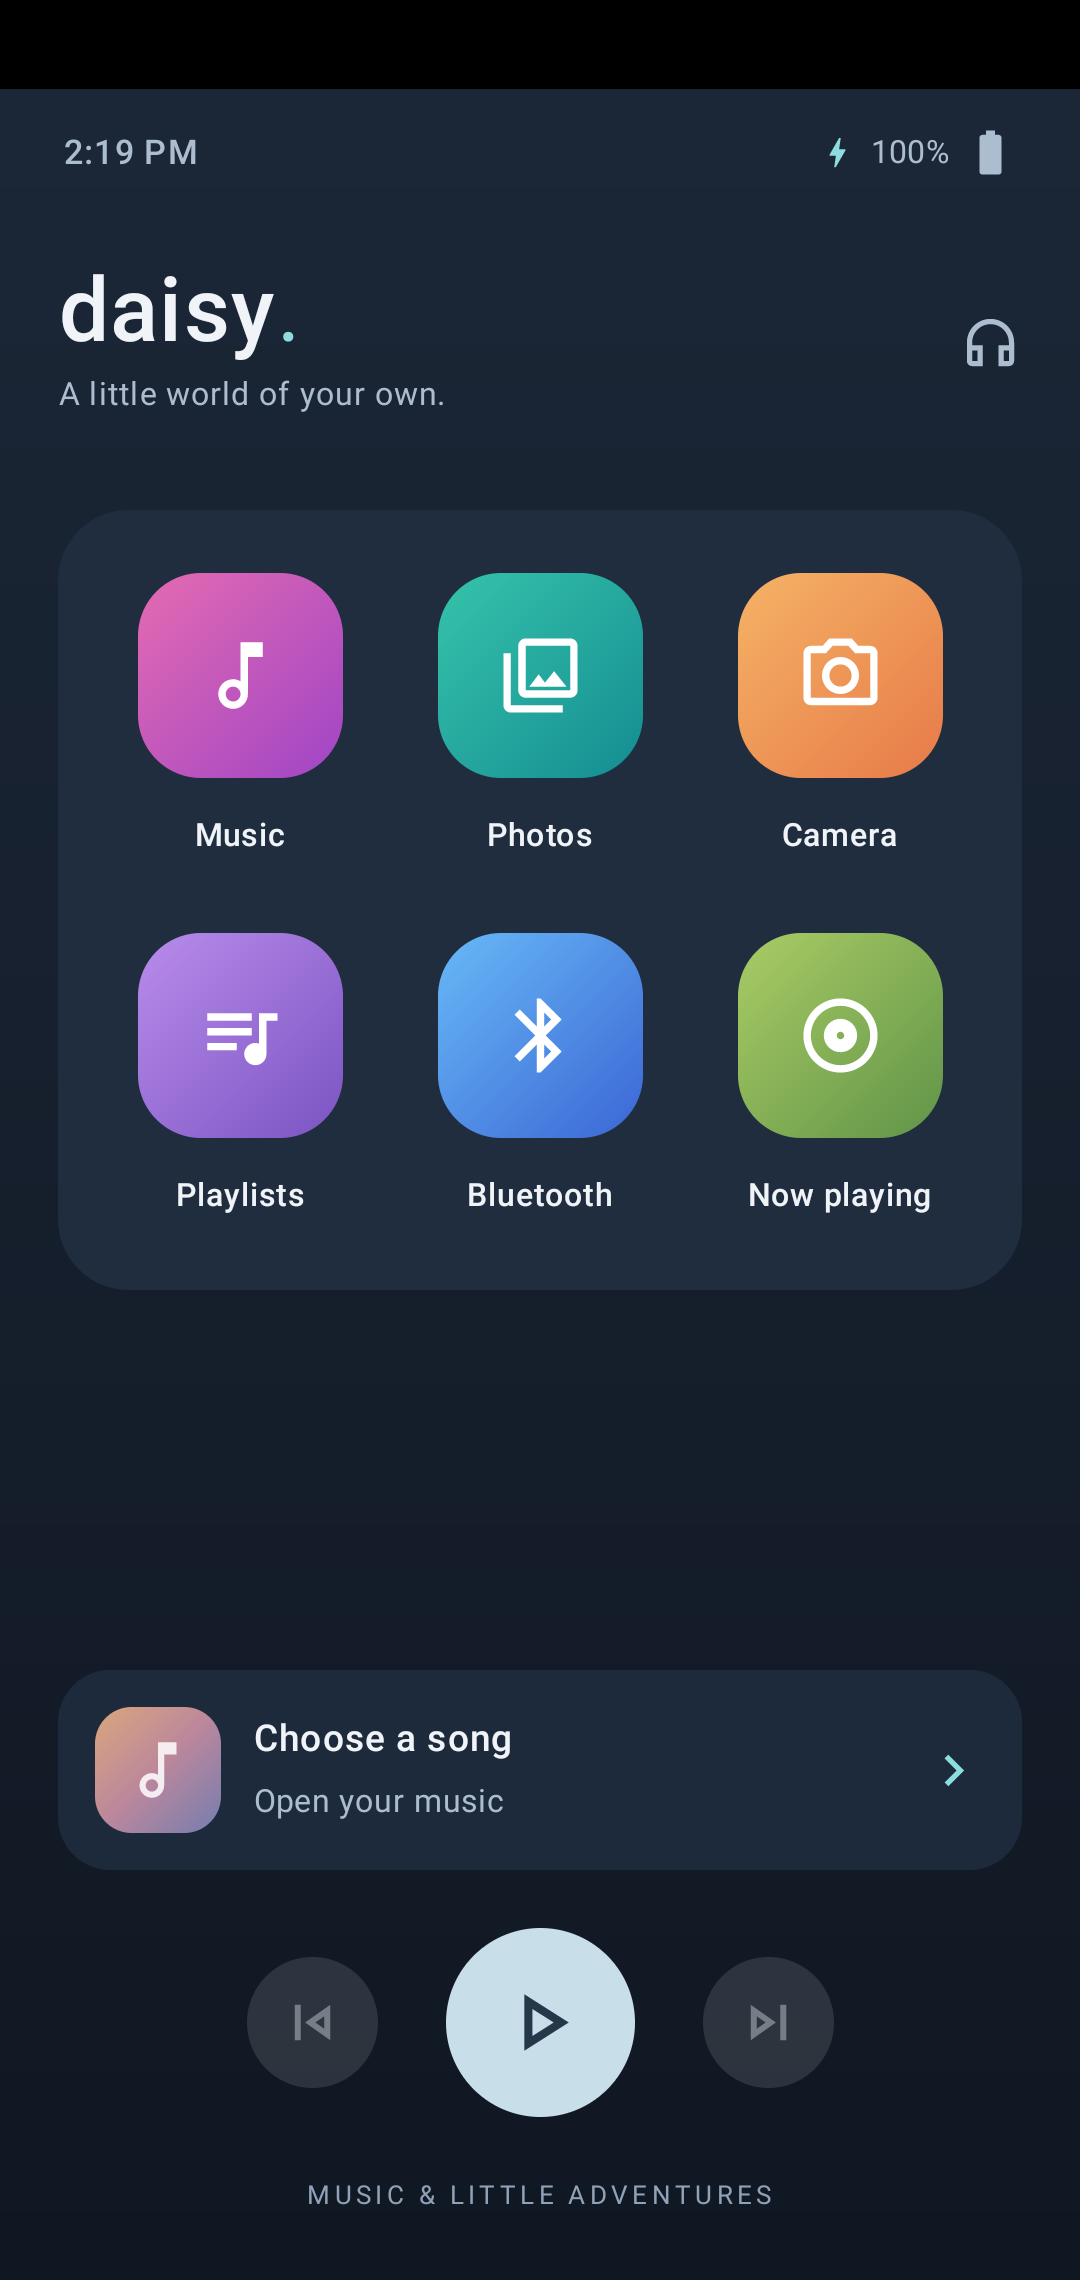 2:19 PM
100%
daisy.
A little world of your own.
Music
Photos
Camera
Playlists
Bluetooth
Now playing
Choose a song
Open your music
MUSIC & LITTLE ADVENTURES